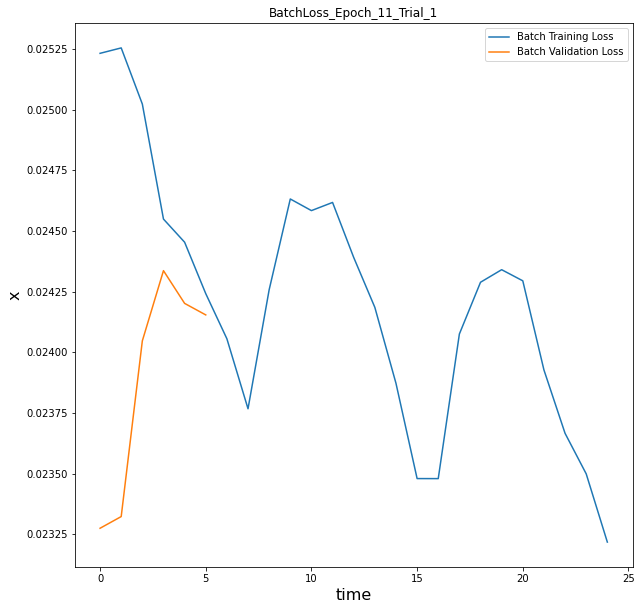 BatchLoss_Epoch_11_Trial_1
Batch Training Loss
Batch Validation Loss
0.02525
0.02500
0.02475
0.02450
0.02425
0.02400
0.02375
0.02350
0.02325
x
0 5 10 15 20 25
time